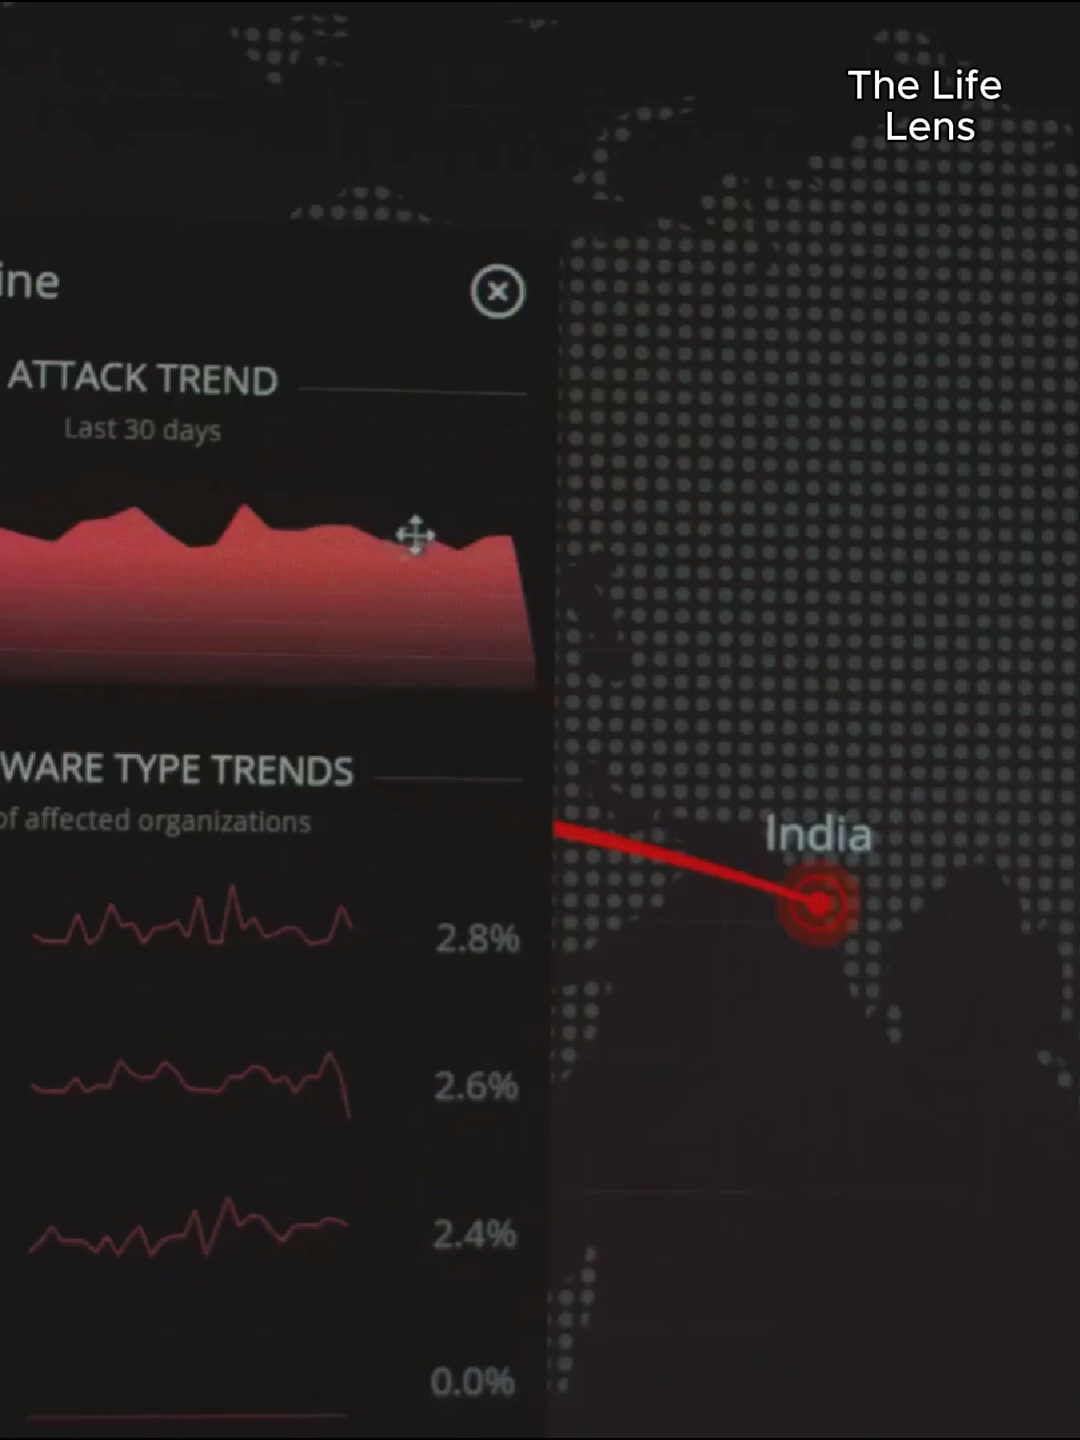 The Life
Lens
ine
ATTACK TREND
Last 30 days
WARE TYPE TRENDS
of affected organizations
India
2.8%
2.6%
2.4%
0.0%